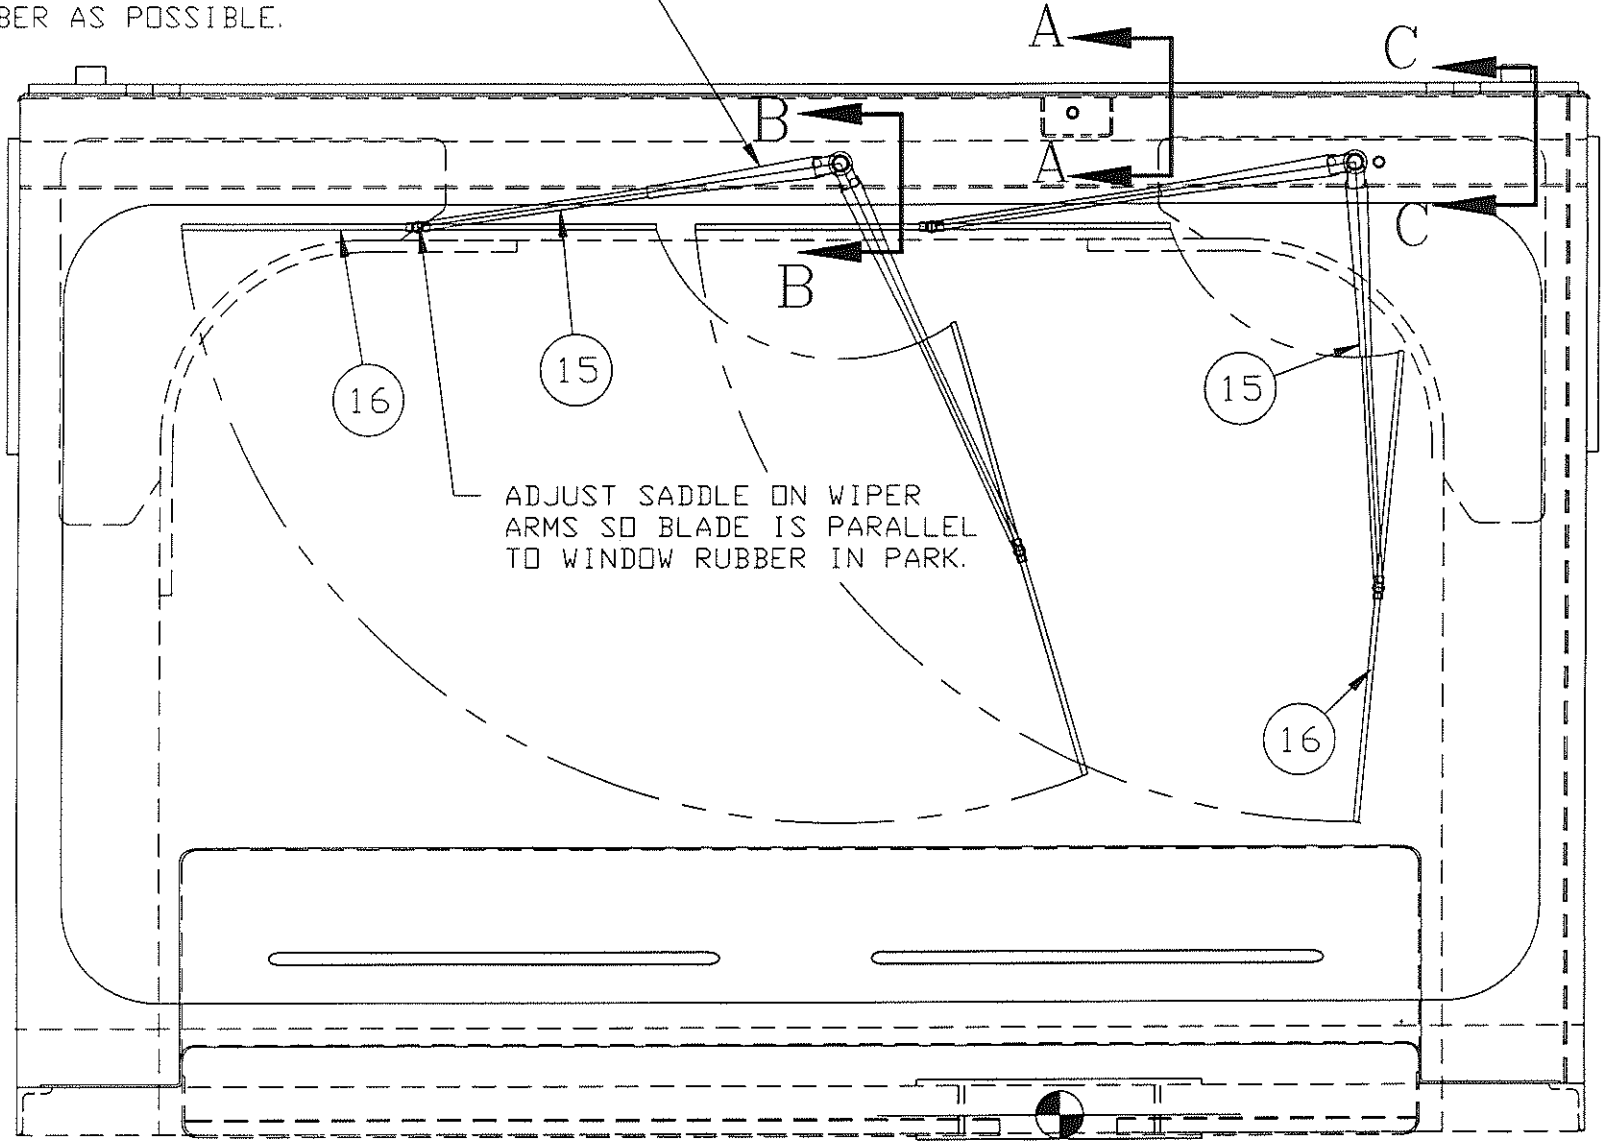 BER AS POSSIBLE.
A
C
B
A
C
B
15
16
15
ADJUST SADDLE ON WIPER
ARMS SO BLADE IS PARALLEL
TO WINDOW RUBBER IN PARK.
16